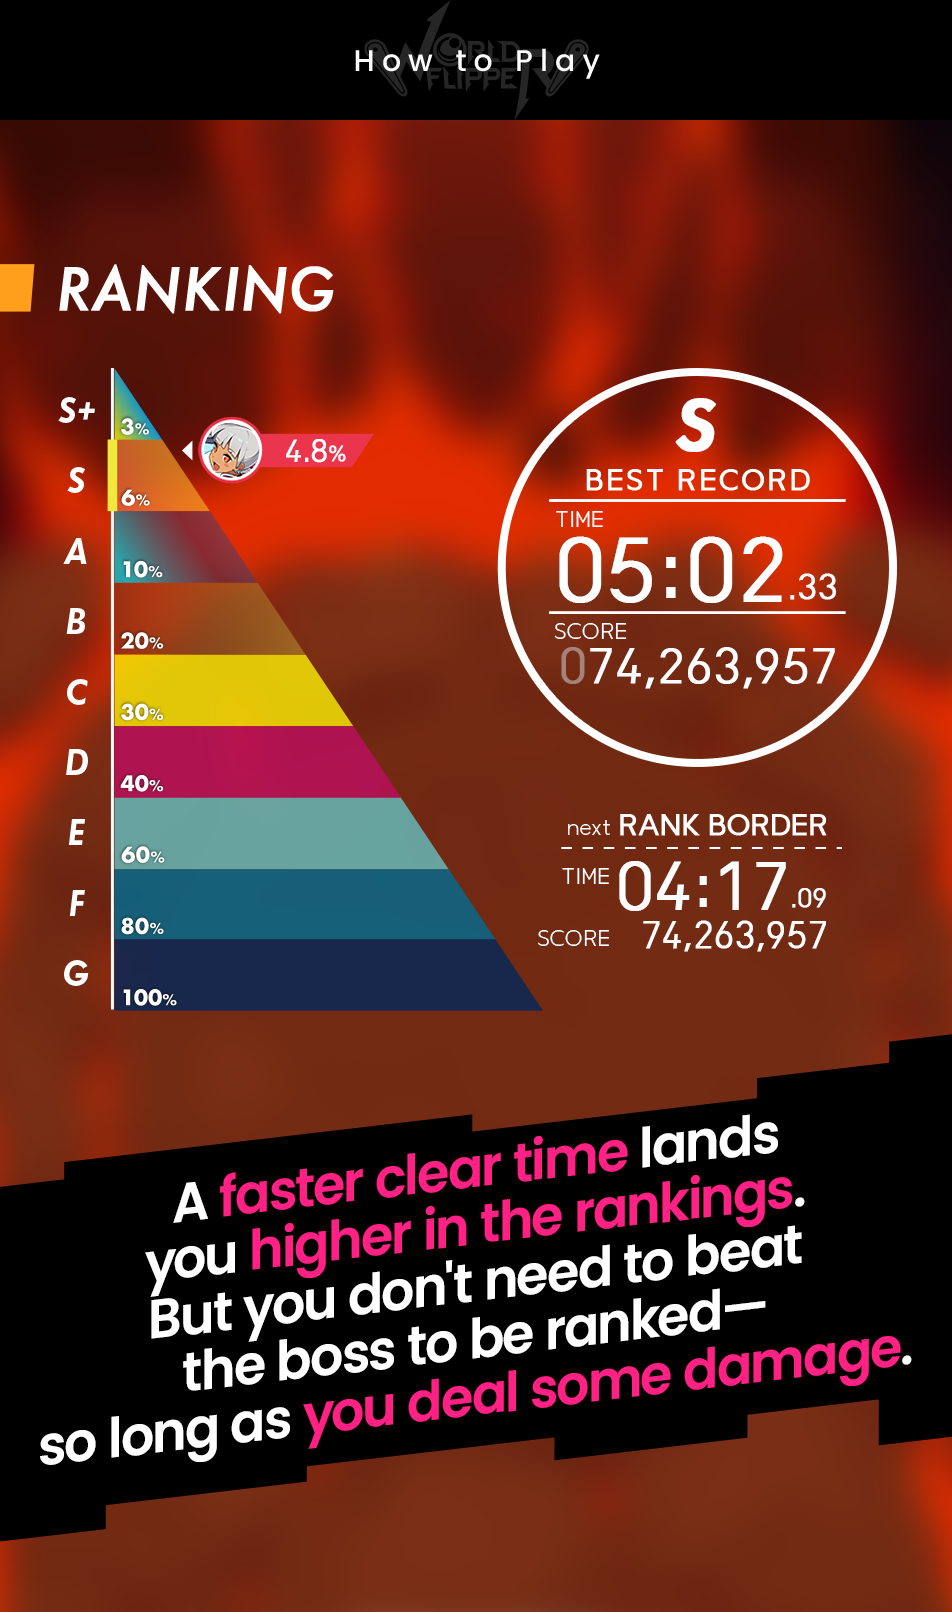 WORLD
FLIPPER
How to Play
RANKING
S+
3%
4.8%
S
6%
A
10%
B
20%
C
30%
D
40%
E
60%
F
80%
G
100%
S
BEST RECORD
TIME
05:02.33
SCORE
074,263,957
next RANK BORDER
TIME 04:17.09
SCORE 74,263,957
A faster clear time lands
you higher in the rankings.
But you don't need to beat
the boss to be ranked—
so long as you deal some damage.